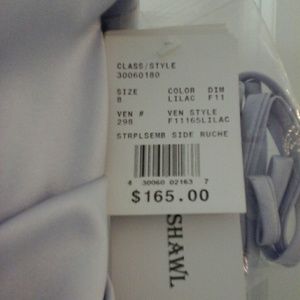 CLASS/STYLE
30060180
SIZE COLOR DIM
8 LILAC F11
VEN # VEN STYLE
298 F11165LILAC
STRPLSEMB SIDE RUCHE
4 30060 02163 7
$165.00
SHAWL